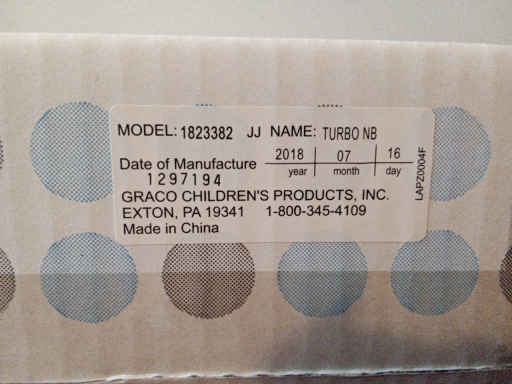 MODEL: 1823382 JJ NAME: TURBO NB
Date of Manufacture 2018 07 16
year month day
1297194
GRACO CHILDREN'S PRODUCTS, INC.
EXTON, PA 19341 1-800-345-4109
Made in China
LAPZ0004F